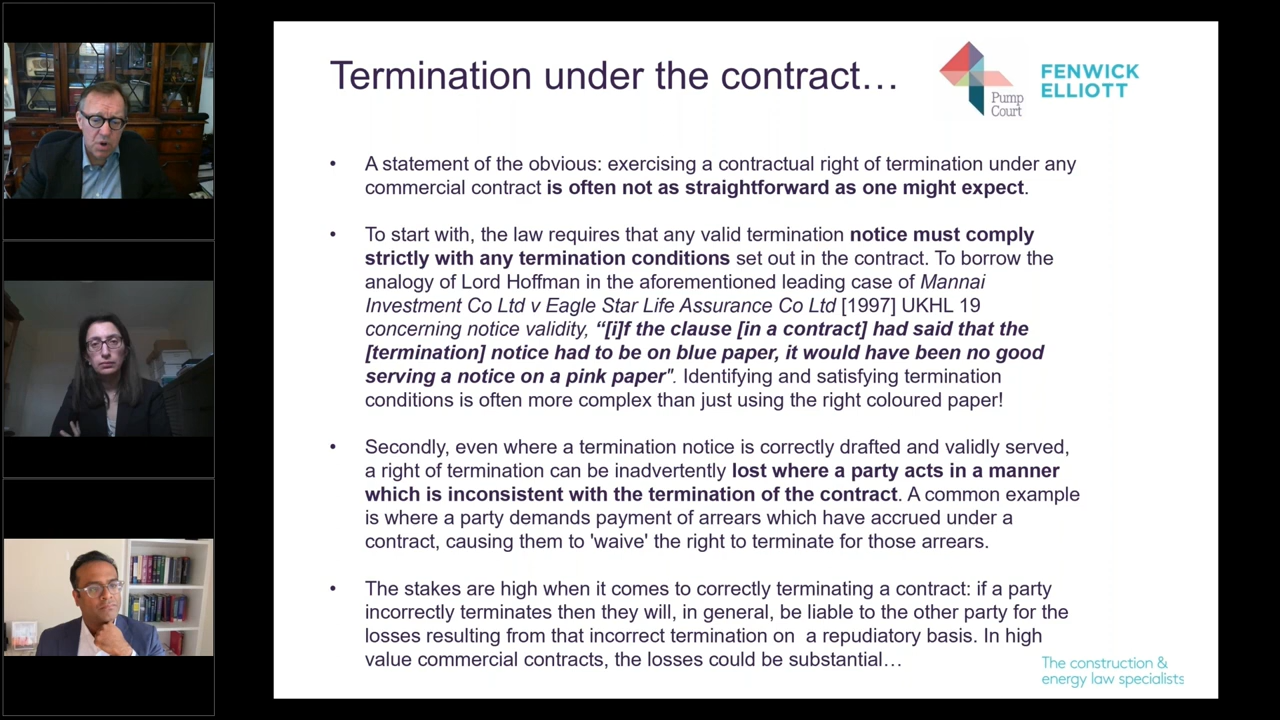 Termination under the contract…
Pump
Court
FENWICK
ELLIOTT
• A statement of the obvious: exercising a contractual right of termination under any
commercial contract is often not as straightforward as one might expect.
• To start with, the law requires that any valid termination notice must comply
strictly with any termination conditions set out in the contract. To borrow the
analogy of Lord Hoffman in the aforementioned leading case of Mannai
Investment Co Ltd v Eagle Star Life Assurance Co Ltd [1997] UKHL 19
concerning notice validity, “[i]f the clause [in a contract] had said that the
[termination] notice had to be on blue paper, it would have been no good
serving a notice on a pink paper". Identifying and satisfying termination
conditions is often more complex than just using the right coloured paper!
• Secondly, even where a termination notice is correctly drafted and validly served,
a right of termination can be inadvertently lost where a party acts in a manner
which is inconsistent with the termination of the contract. A common example
is where a party demands payment of arrears which have accrued under a
contract, causing them to 'waive' the right to terminate for those arrears.
• The stakes are high when it comes to correctly terminating a contract: if a party
incorrectly terminates then they will, in general, be liable to the other party for the
losses resulting from that incorrect termination on a repudiatory basis. In high
value commercial contracts, the losses could be substantial…
The construction &
energy law specialists